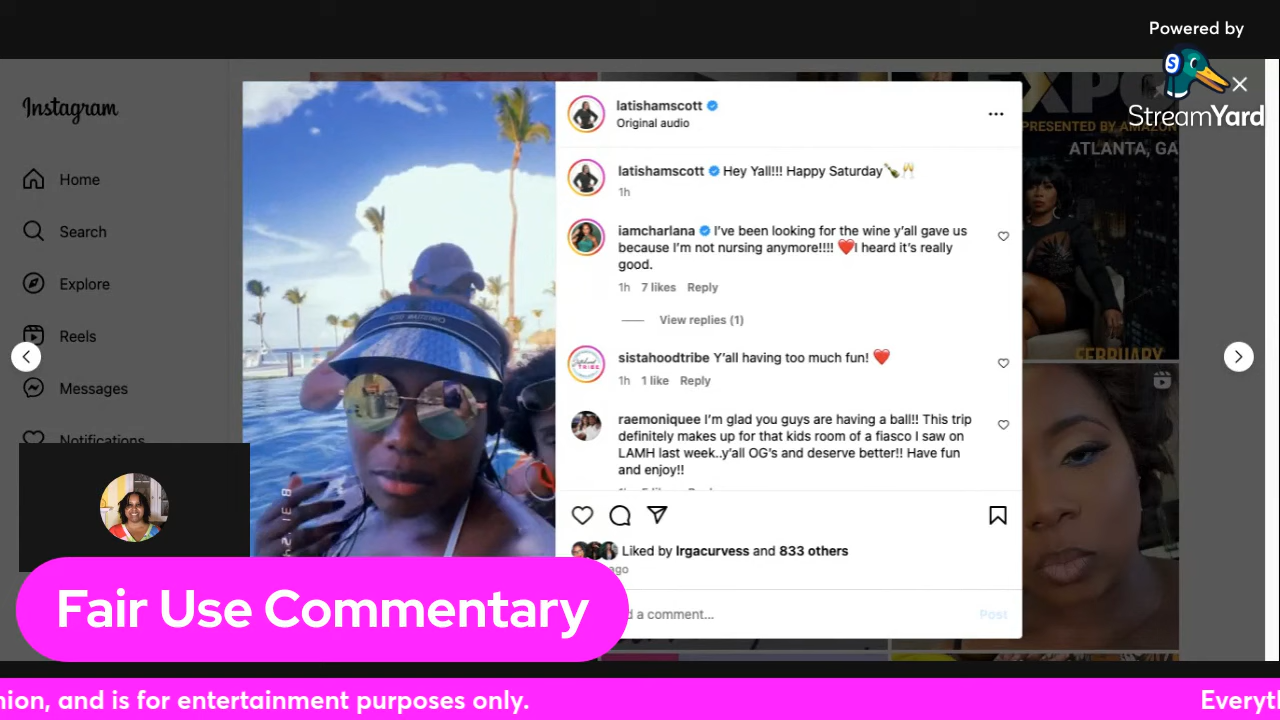 Powered by
StreamYard
Instagram
Home
Search
Explore
Reels
Messages
Notifications
latishamscott
Original audio
latishamscott Hey Yall!!! Happy Saturday🍾🥂
1h
iamcharlana I've been looking for the wine y'all gave us
because I'm not nursing anymore!!!! ❤️I heard it's really
good.
1h 7 likes Reply
View replies (1)
sistahoodtribe Y'all having too much fun! ❤️
1h 1 like Reply
raemoniquee I'm glad you guys are having a ball!! This trip
definitely makes up for that kids room of a fiasco I saw on
LAMH last week..y'all OG's and deserve better!! Have fun
and enjoy!!
Liked by lrgacurvess and 833 others
ago
a comment...
Post
EXPO
PRESENTED BY AMAZON
ATLANTA, GA
FEBRUARY
Fair Use Commentary
nion, and is for entertainment purposes only.
Everyth